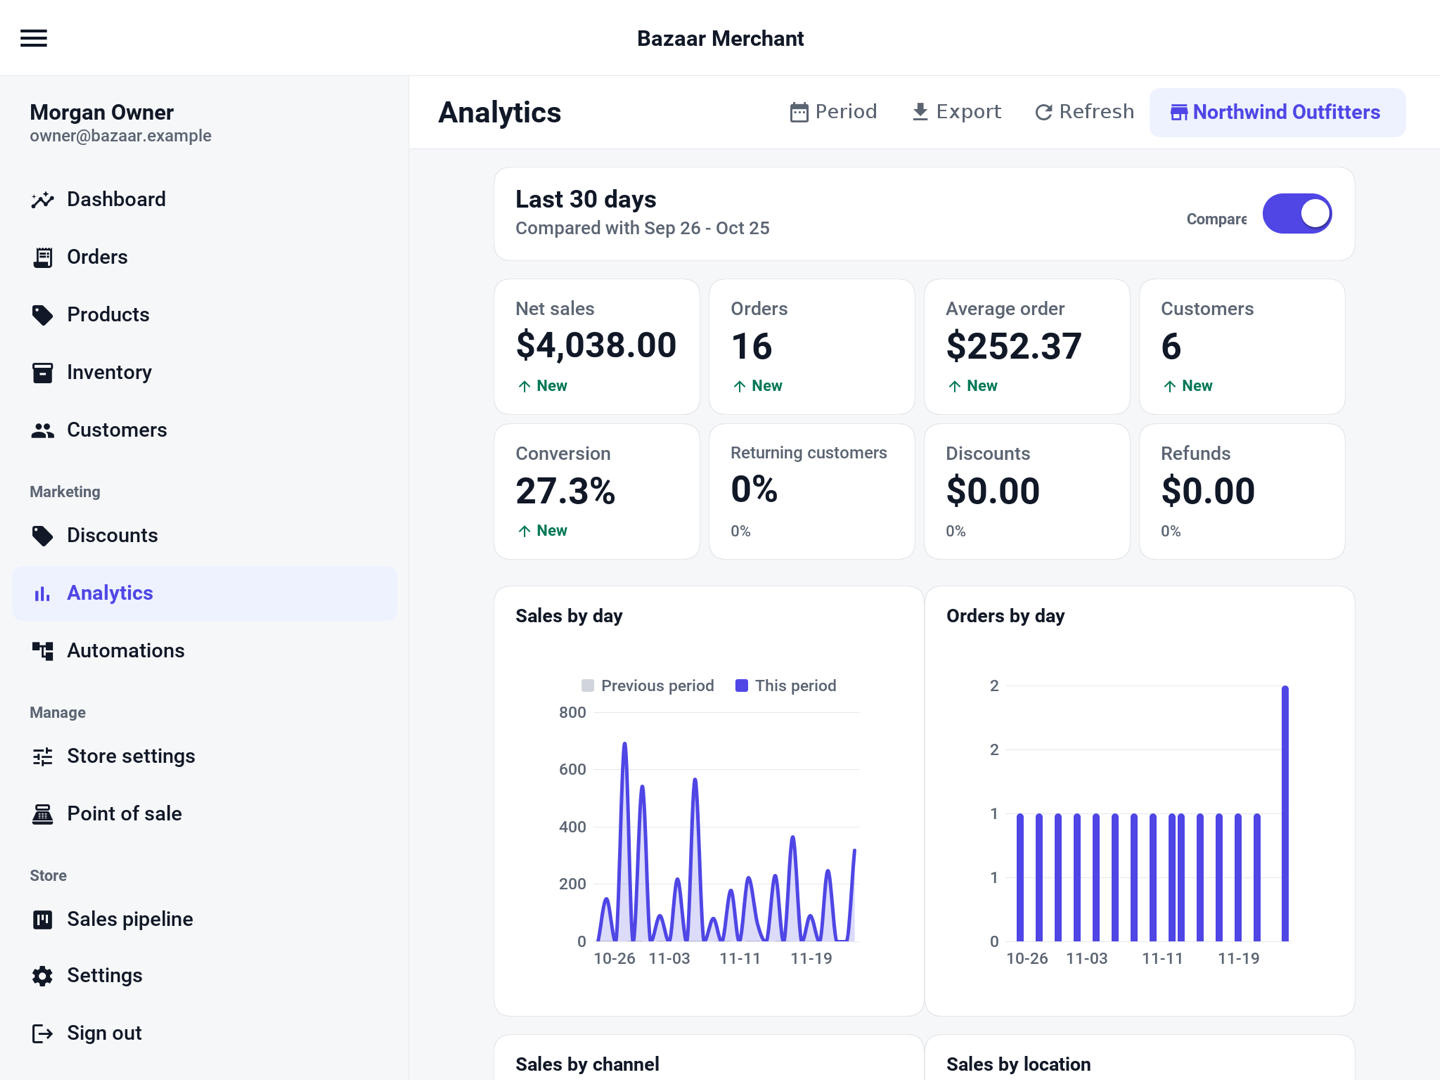 Bazaar Merchant
Morgan Owner
owner@bazaar.example
Dashboard
Orders
Products
Inventory
Customers
Marketing
Discounts
Analytics
Automations
Manage
Store settings
Point of sale
Store
Sales pipeline
Settings
Sign out
Analytics
Period
Export
Refresh
Northwind Outfitters
Last 30 days
Compared with Sep 26 - Oct 25
Compare
Net sales
$4,038.00
New
Orders
16
New
Average order
$252.37
New
Customers
6
New
Conversion
27.3%
New
Returning customers
0%
0%
Discounts
$0.00
0%
Refunds
$0.00
0%
Sales by day
Previous period
This period
800
600
400
200
0
10-26 11-03 11-11 11-19
Orders by day
2
2
1
1
0
10-26 11-03 11-11 11-19
Sales by channel
Sales by location